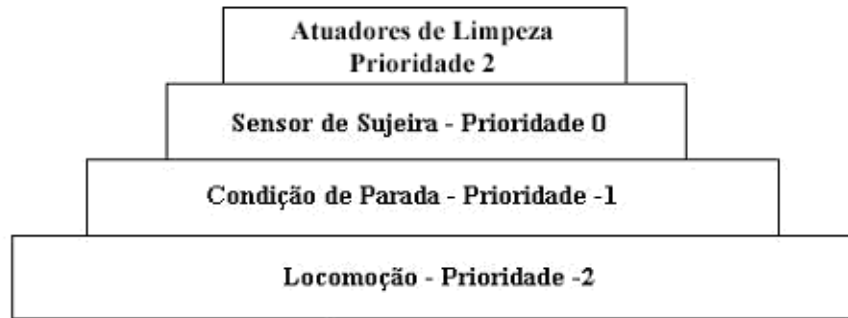 Atuadores de Limpeza
Prioridade 2
Sensor de Sujeira - Prioridade 0
Condição de Parada - Prioridade -1
Locomoção - Prioridade -2